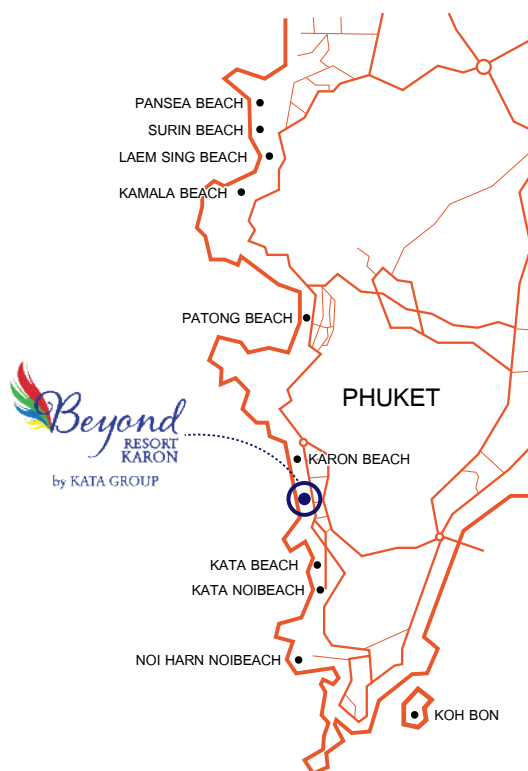 PANSEA BEACH
SURIN BEACH
LAEM SING BEACH
KAMALA BEACH
PATONG BEACH
PHUKET
Beyond
RESORT
KARON
by KATA GROUP
KARON BEACH
KATA BEACH
KATA NOIBEACH
NOI HARN NOIBEACH
KOH BON